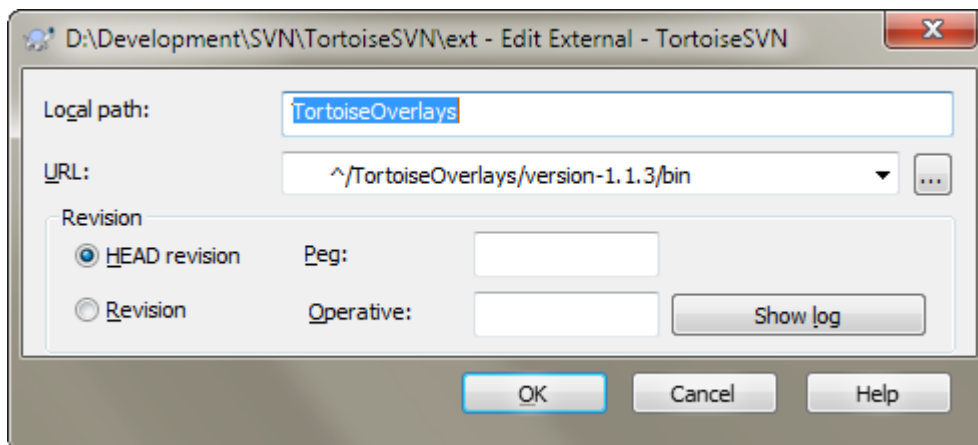 D:\Development\SVN\TortoiseSVN\ext - Edit External - TortoiseSVN
Local path:
TortoiseOverlays
URL:
^/TortoiseOverlays/version-1.1.3/bin
...
Revision
HEAD revision
Peg:
Revision
Operative:
Show log
OK
Cancel
Help